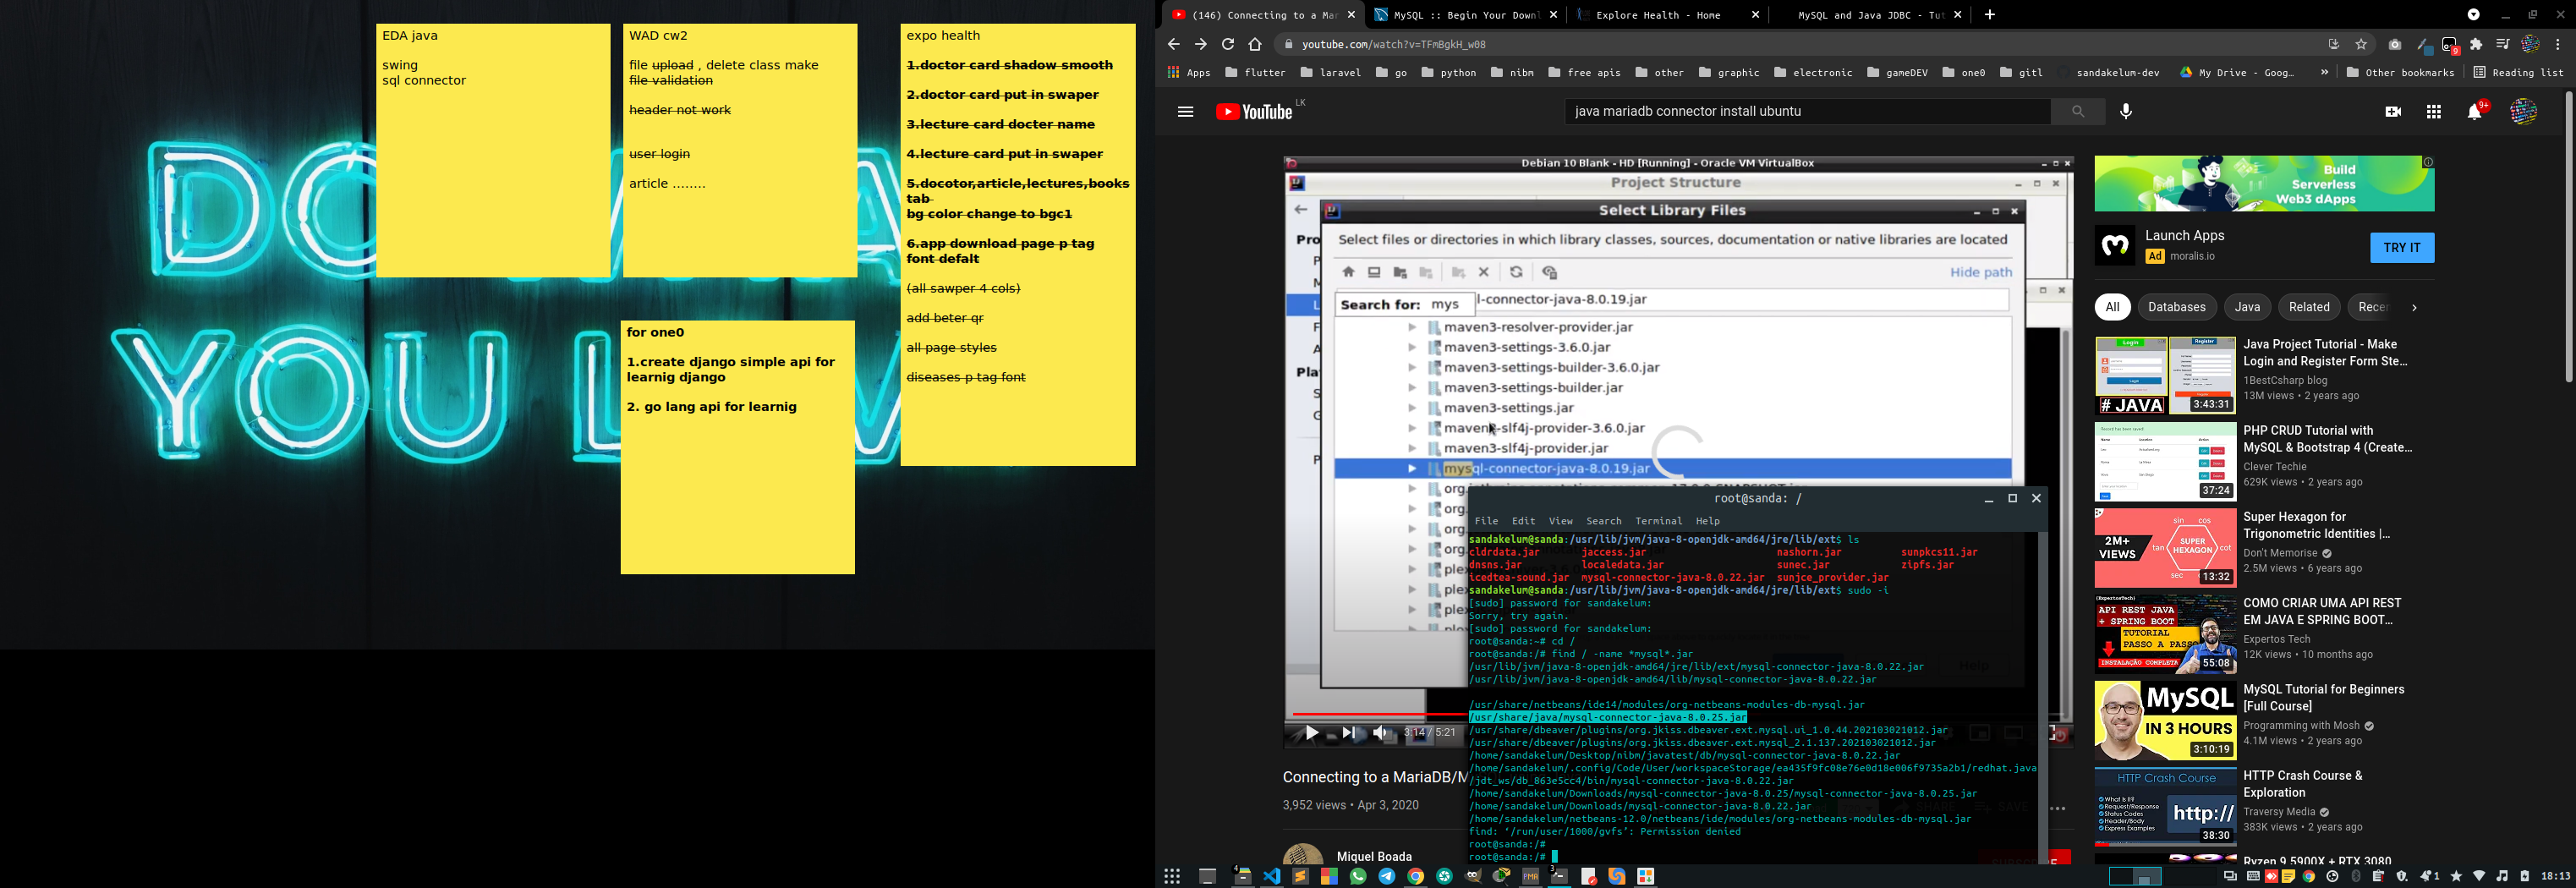 EDA java
swing
sql connector
WAD cw2
file upload , delete class make
file validation
header not work
user login
article ........
expo health
1.doctor card shadow smooth
2.doctor card put in swaper
3.lecture card docter name
4.lecture card put in swaper
5.docotor,article,lectures,books
tab
bg color change to bgc1
6.app download page p tag
font defalt
(all sawper 4 cols)
add beter qr
all page styles
diseases p tag font
for one0
1.create django simple api for
learnig django
2. go lang api for learnig
(146) Connecting to a Mar
MySQL :: Begin Your Downl
Explore Health - Home
MySQL and Java JDBC - Tut
youtube.com/watch?v=TFmBgkH_w08
Apps
flutter
laravel
go
python
nibm
free apis
other
graphic
electronic
gameDEV
one0
gitl
sandakelum-dev
My Drive - Goog…
»
Other bookmarks
Reading list
YouTube LK
java mariadb connector install ubuntu
9+
Debian 10 Blank - HD [Running] - Oracle VM VirtualBox
Project Structure
Select Library Files
Select files or directories in which library classes, sources, documentation or native libraries are located
Hide path
Search for: mys
l-connector-java-8.0.19.jar
maven3-resolver-provider.jar
maven3-settings-3.6.0.jar
maven3-settings-builder-3.6.0.jar
maven3-settings-builder.jar
maven3-settings.jar
maven3-slf4j-provider-3.6.0.jar
maven3-slf4j-provider.jar
mysql-connector-java-8.0.19.jar
root@sanda: /
File Edit View Search Terminal Help
sandakelum@sanda:/usr/lib/jvm/java-8-openjdk-amd64/jre/lib/ext$ ls
cldrdata.jar jaccess.jar nashorn.jar sunpkcs11.jar
dnsns.jar localedata.jar sunec.jar zipfs.jar
icedtea-sound.jar mysql-connector-java-8.0.22.jar sunjce_provider.jar
sandakelum@sanda:/usr/lib/jvm/java-8-openjdk-amd64/jre/lib/ext$ sudo -i
[sudo] password for sandakelum:
Sorry, try again.
[sudo] password for sandakelum:
root@sanda:~# cd /
root@sanda:/# find / -name *mysql*.jar
/usr/lib/jvm/java-8-openjdk-amd64/jre/lib/ext/mysql-connector-java-8.0.22.jar
/usr/lib/jvm/java-8-openjdk-amd64/lib/mysql-connector-java-8.0.22.jar
/usr/share/netbeans/ide14/modules/org-netbeans-modules-db-mysql.jar
/usr/share/java/mysql-connector-java-8.0.25.jar
/usr/share/dbeaver/plugins/org.jkiss.dbeaver.ext.mysql.ui_1.0.44.202103021012.jar
/usr/share/dbeaver/plugins/org.jkiss.dbeaver.ext.mysql_2.1.137.202103021012.jar
/home/sandakelum/Desktop/nibm/javatest/db/mysql-connector-java-8.0.22.jar
/home/sandakelum/.config/Code/User/workspaceStorage/ea435f9fc08e76e0d18e006f9735a2b1/redhat.java
/jdt_ws/db_863e5cc4/bin/mysql-connector-java-8.0.22.jar
/home/sandakelum/Downloads/mysql-connector-java-8.0.25/mysql-connector-java-8.0.25.jar
/home/sandakelum/Downloads/mysql-connector-java-8.0.22.jar
/home/sandakelum/netbeans-12.0/netbeans/ide/modules/org-netbeans-modules-db-mysql.jar
find: ‘/run/user/1000/gvfs’: Permission denied
root@sanda:/#
root@sanda:/#
3:14 / 5:21
Connecting to a MariaDB/M
3,952 views • Apr 3, 2020
Miquel Boada
Build
Serverless
Web3 dApps
Launch Apps
Ad moralis.io
TRY IT
All
Databases
Java
Related
Recen
Java Project Tutorial - Make
Login and Register Form Ste…
1BestCsharp blog
13M views • 2 years ago
# JAVA
3:43:31
PHP CRUD Tutorial with
MySQL & Bootstrap 4 (Create…
Clever Techie
629K views • 2 years ago
37:24
Super Hexagon for
Trigonometric Identities |…
Don't Memorise
2.5M views • 6 years ago
2M+
VIEWS
sin cos
tan SUPER HEXAGON cot
sec
13:32
COMO CRIAR UMA API REST
EM JAVA E SPRING BOOT…
Expertos Tech
12K views • 10 months ago
API REST JAVA
+ SPRING BOOT
TUTORIAL
PASSO A PASSO
INSTALAÇÃO COMPLETA
55:08
MySQL Tutorial for Beginners
[Full Course]
Programming with Mosh
4.1M views • 2 years ago
MySQL
IN 3 HOURS
3:10:19
HTTP Crash Course &
Exploration
Traversy Media
383K views • 2 years ago
HTTP Crash Course
What Is It?
Request/Response
Status Codes
Header/Body
Express Examples
http://
38:30
Ryzen 9 5900X + RTX 3080
18:13